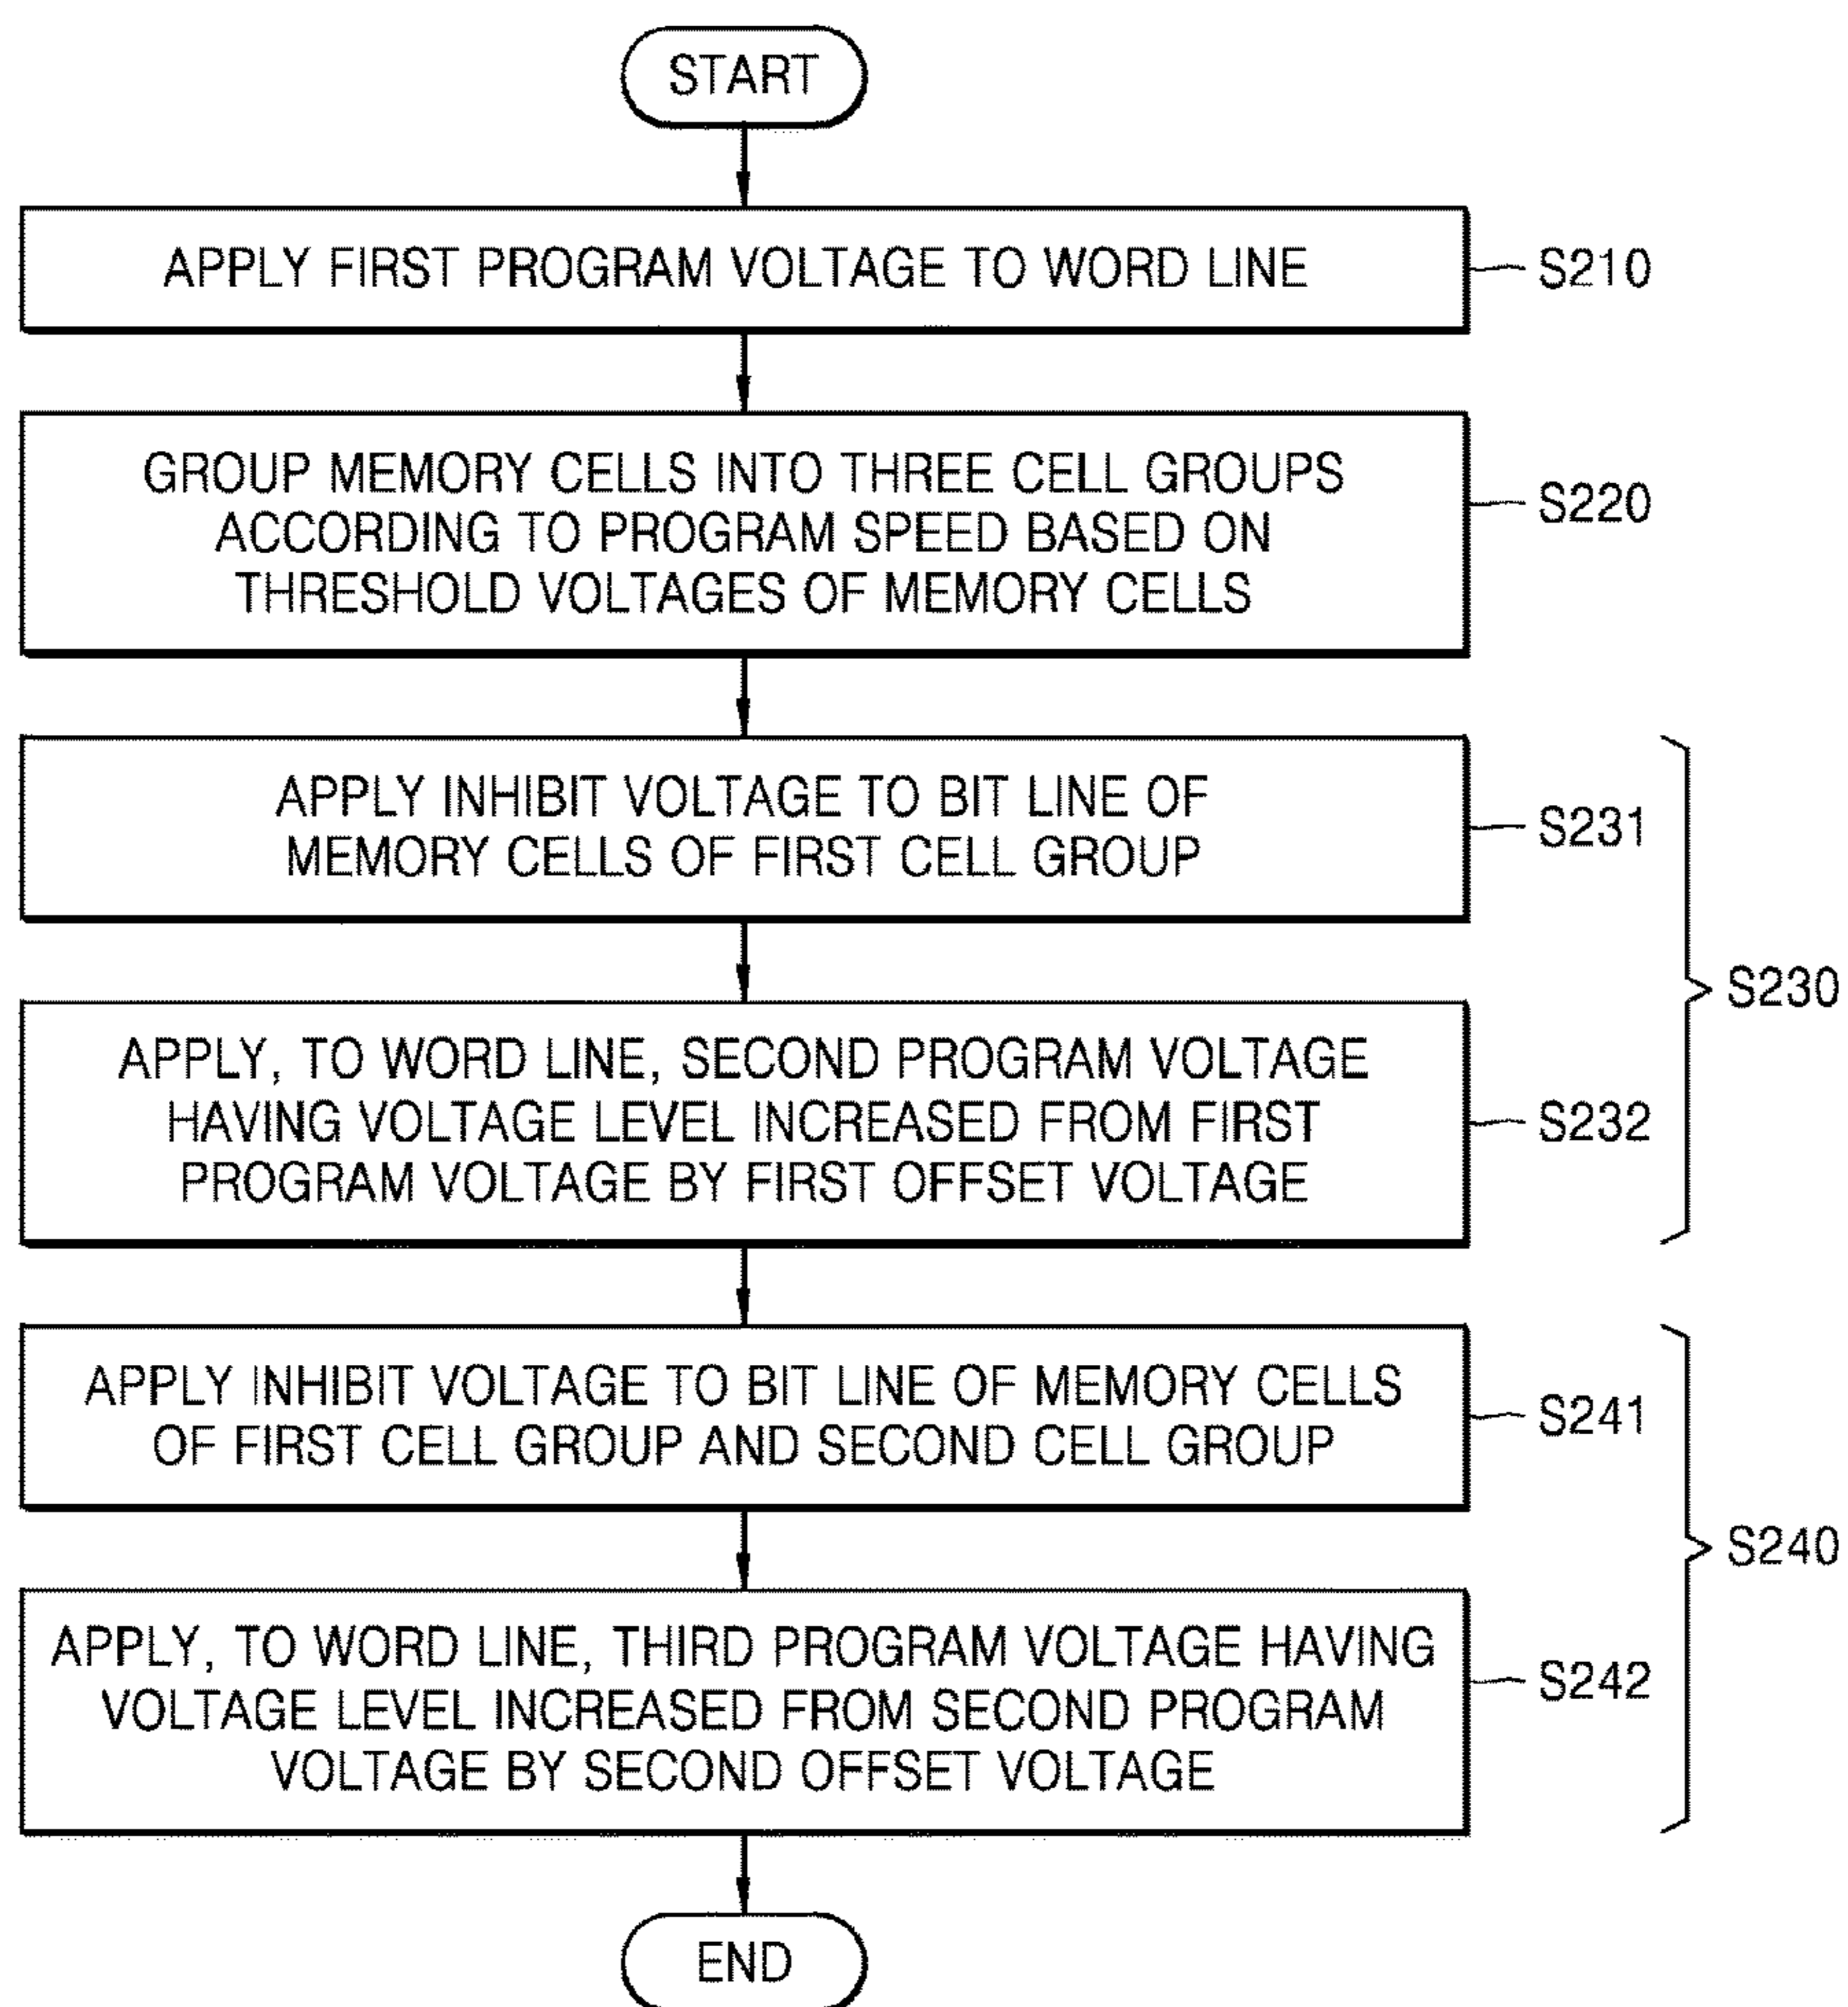 START
APPLY FIRST PROGRAM VOLTAGE TO WORD LINE
S210
GROUP MEMORY CELLS INTO THREE CELL GROUPS
ACCORDING TO PROGRAM SPEED BASED ON
THRESHOLD VOLTAGES OF MEMORY CELLS
S220
APPLY INHIBIT VOLTAGE TO BIT LINE OF
MEMORY CELLS OF FIRST CELL GROUP
S231
APPLY, TO WORD LINE, SECOND PROGRAM VOLTAGE
HAVING VOLTAGE LEVEL INCREASED FROM FIRST
PROGRAM VOLTAGE BY FIRST OFFSET VOLTAGE
S232
S230
APPLY INHIBIT VOLTAGE TO BIT LINE OF MEMORY CELLS
OF FIRST CELL GROUP AND SECOND CELL GROUP
S241
APPLY, TO WORD LINE, THIRD PROGRAM VOLTAGE HAVING
VOLTAGE LEVEL INCREASED FROM SECOND PROGRAM
VOLTAGE BY SECOND OFFSET VOLTAGE
S242
S240
END